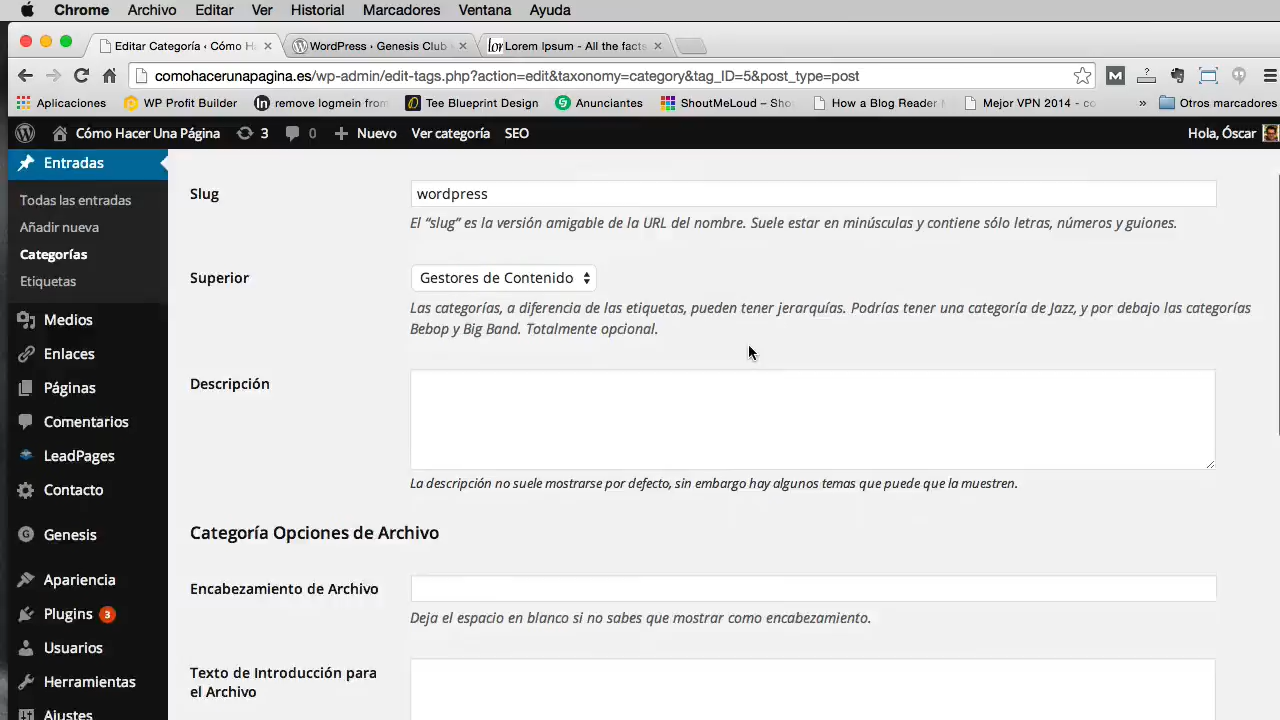 Chrome Archivo Editar Ver Historial Marcadores Ventana Ayuda
Editar Categoría ‹ Cómo Ha × WordPress ‹ Genesis Club × lor Lorem Ipsum - All the facts ×
comohacerunapagina.es/wp-admin/edit-tags.php?action=edit&taxonomy=category&tag_ID=5&post_type=post
Aplicaciones WP Profit Builder remove logmein from Tee Blueprint Design Anunciantes ShoutMeLoud – Sho How a Blog Reader Mejor VPN 2014 - co » Otros marcadores
Cómo Hacer Una Página 3 0 Nuevo Ver categoría SEO Hola, Óscar
Entradas
Todas las entradas
Añadir nueva
Categorías
Etiquetas
Medios
Enlaces
Páginas
Comentarios
LeadPages
Contacto
Genesis
Apariencia
Plugins 3
Usuarios
Herramientas
Ajustes
Slug wordpress
El “slug” es la versión amigable de la URL del nombre. Suele estar en minúsculas y contiene sólo letras, números y guiones.
Superior Gestores de Contenido
Las categorías, a diferencia de las etiquetas, pueden tener jerarquías. Podrías tener una categoría de Jazz, y por debajo las categorías
Bebop y Big Band. Totalmente opcional.
Descripción
La descripción no suele mostrarse por defecto, sin embargo hay algunos temas que puede que la muestren.
Categoría Opciones de Archivo
Encabezamiento de Archivo
Deja el espacio en blanco si no sabes que mostrar como encabezamiento.
Texto de Introducción para
el Archivo